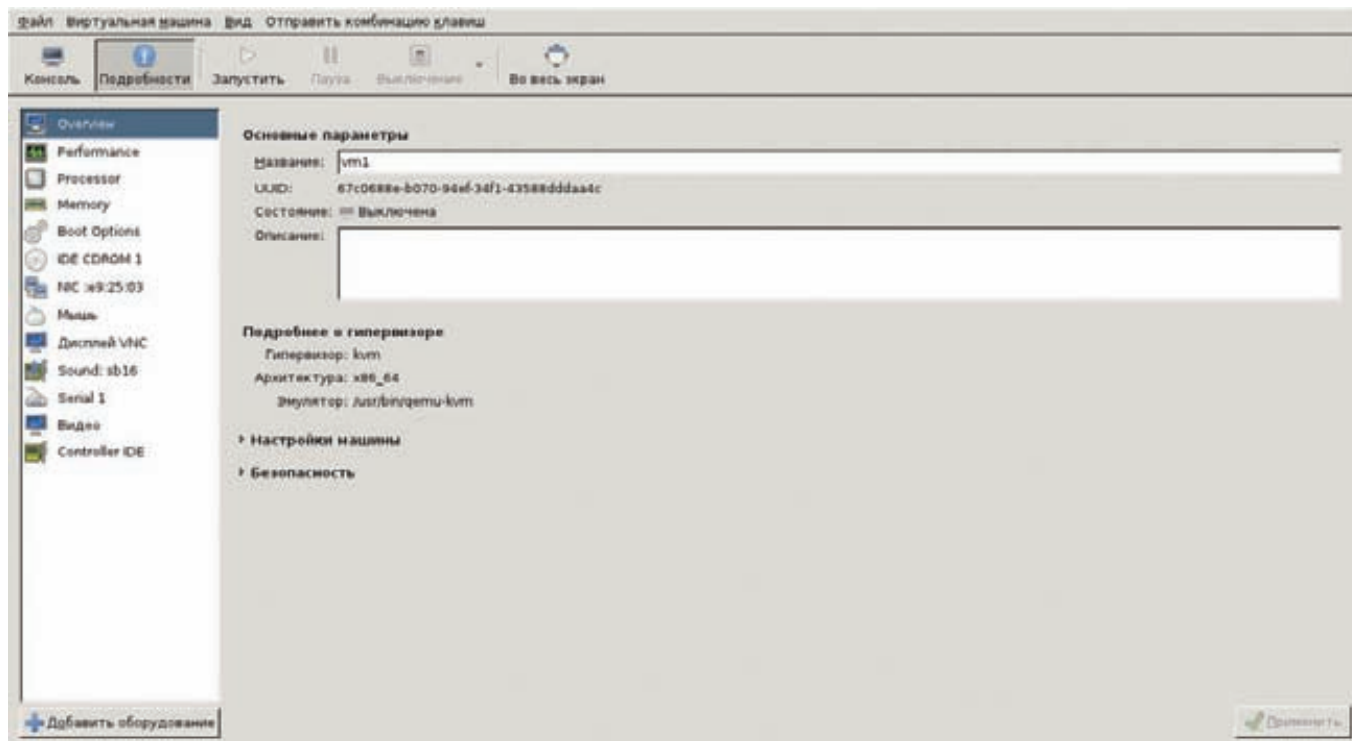 Файл Виртуальная машина Вид Отправить комбинацию клавиш
Консоль Подробности Запустить Пауза Выключение Во весь экран
Overview
Performance
Processor
Memory
Boot Options
IDE CDROM 1
NIC :e9:25:03
Мышь
Дисплей VNC
Sound: sb16
Serial 1
Видео
Controller IDE
Добавить оборудование
Основные параметры
Название: vm1
UUID: 67c0688e-b070-94ef-34f1-43588dddaa4c
Состояние: Выключена
Описание:
Подробнее о гипервизоре
Гипервизор: kvm
Архитектура: x86_64
Эмулятор: /usr/bin/qemu-kvm
Настройки машины
Безопасность
Применить